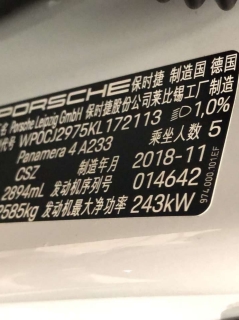 PORSCHE 保时捷 制造国 德国
Porsche Leipzig GmbH 保时捷股份公司莱比锡工厂制
WP0CJ2975KL172113 1,0%
Panamera 4 A233 乘坐人数 5
CSZ 制造年月 2018-11
2894mL 发动机序列号 014642
2585kg 发动机最大净功率 243kW
974 000 101 EF